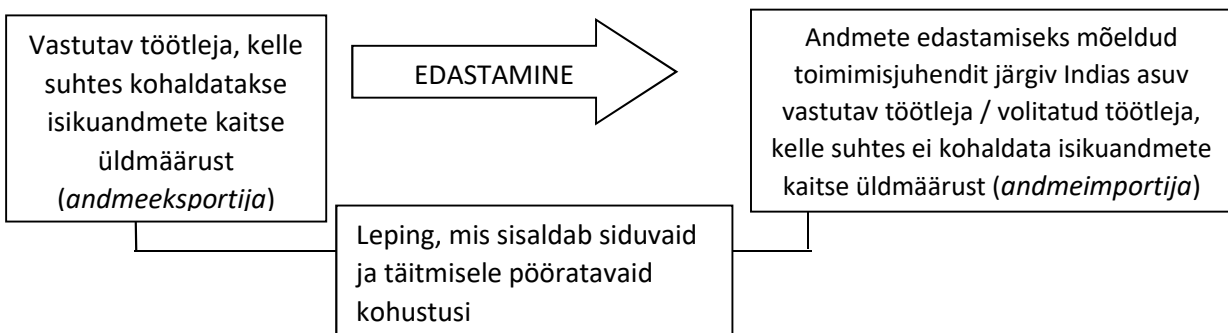 Vastutav töötleja, kelle
suhtes kohaldatakse
isikuandmete kaitse
üldmäärust
(andmeeksportija)
EDASTAMINE
Andmete edastamiseks mõeldud
toimimisjuhendit järgiv Indias asuv
vastutav töötleja / volitatud töötleja,
kelle suhtes ei kohaldata isikuandmete
kaitse üldmäärust (andmeimportija)
Leping, mis sisaldab siduvaid
ja täitmisele pööratavaid
kohustusi